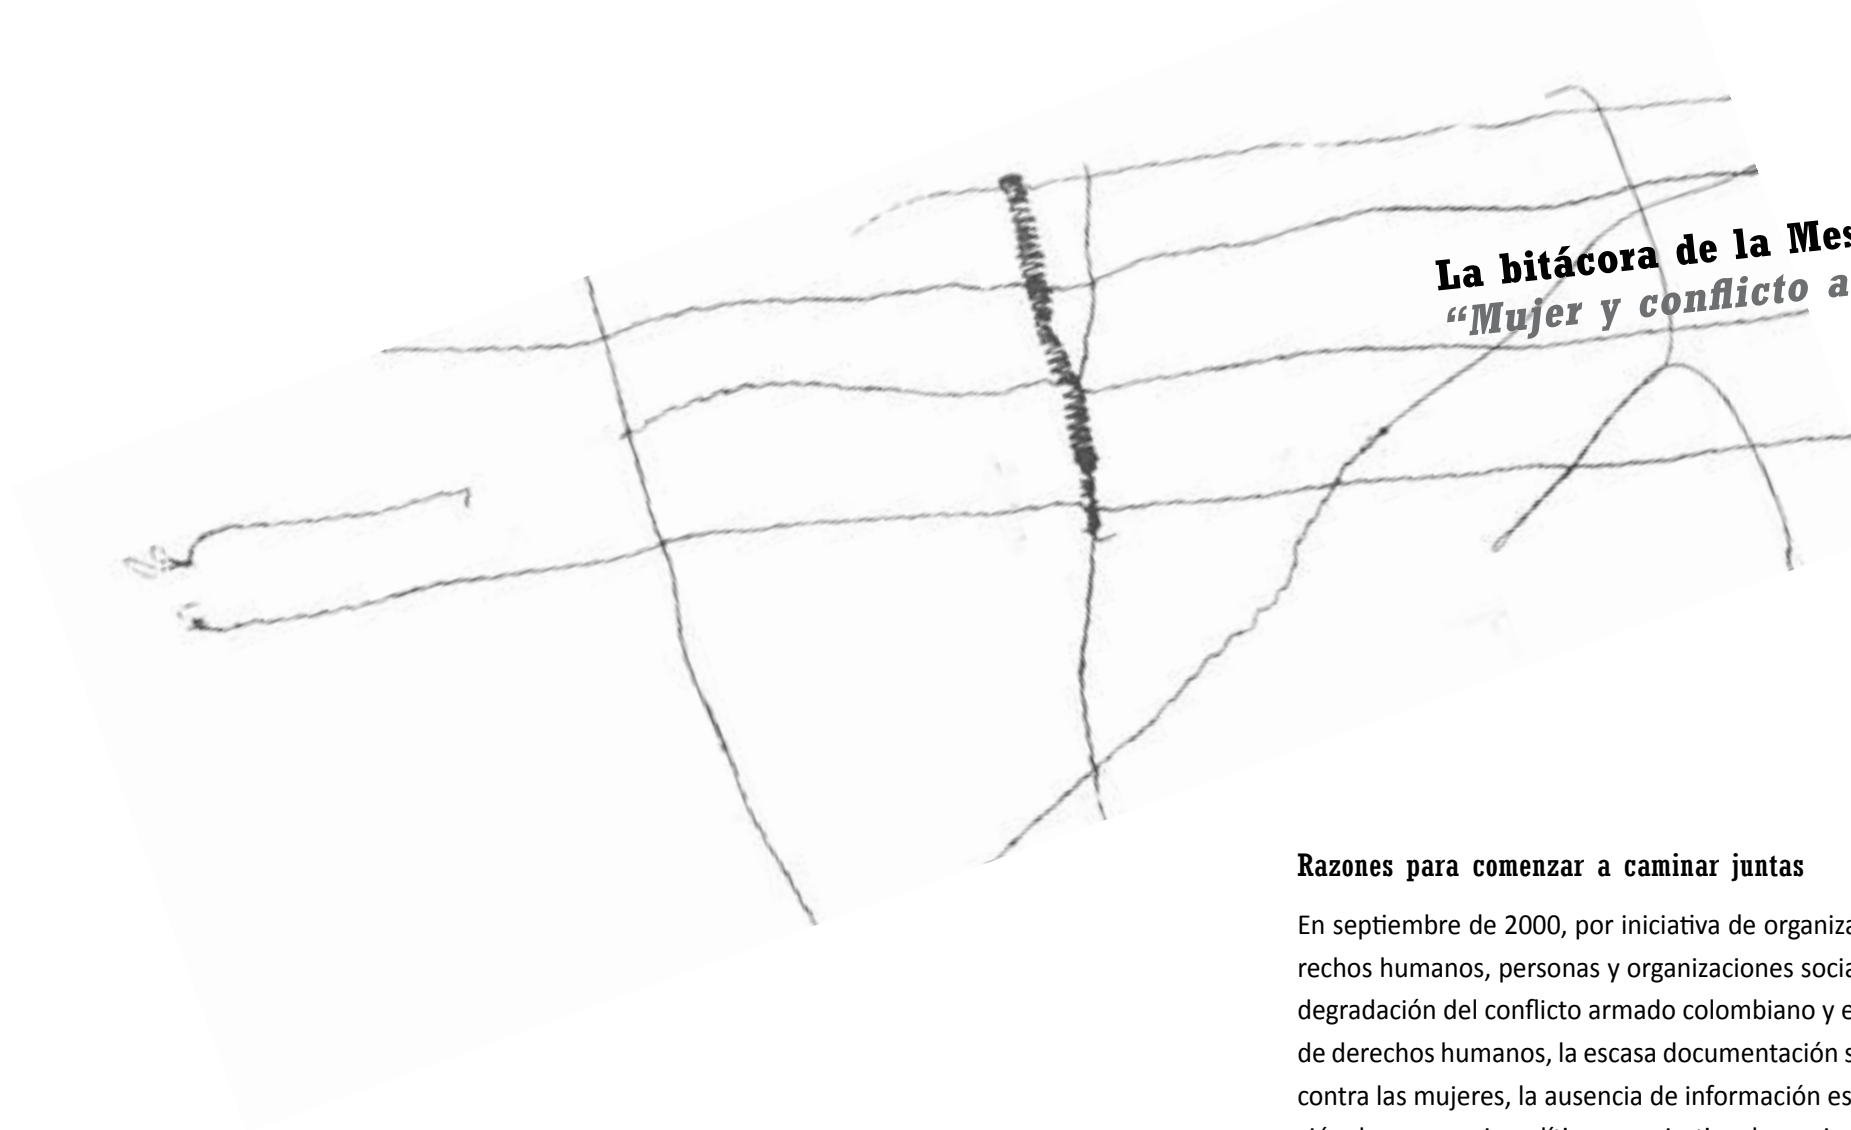 La bitácora de la Mes
“Mujer y conflicto a
Razones para comenzar a caminar juntas
En septiembre de 2000, por iniciativa de organiza
rechos humanos, personas y organizaciones socia
degradación del conflicto armado colombiano y e
de derechos humanos, la escasa documentación s
contra las mujeres, la ausencia de información es